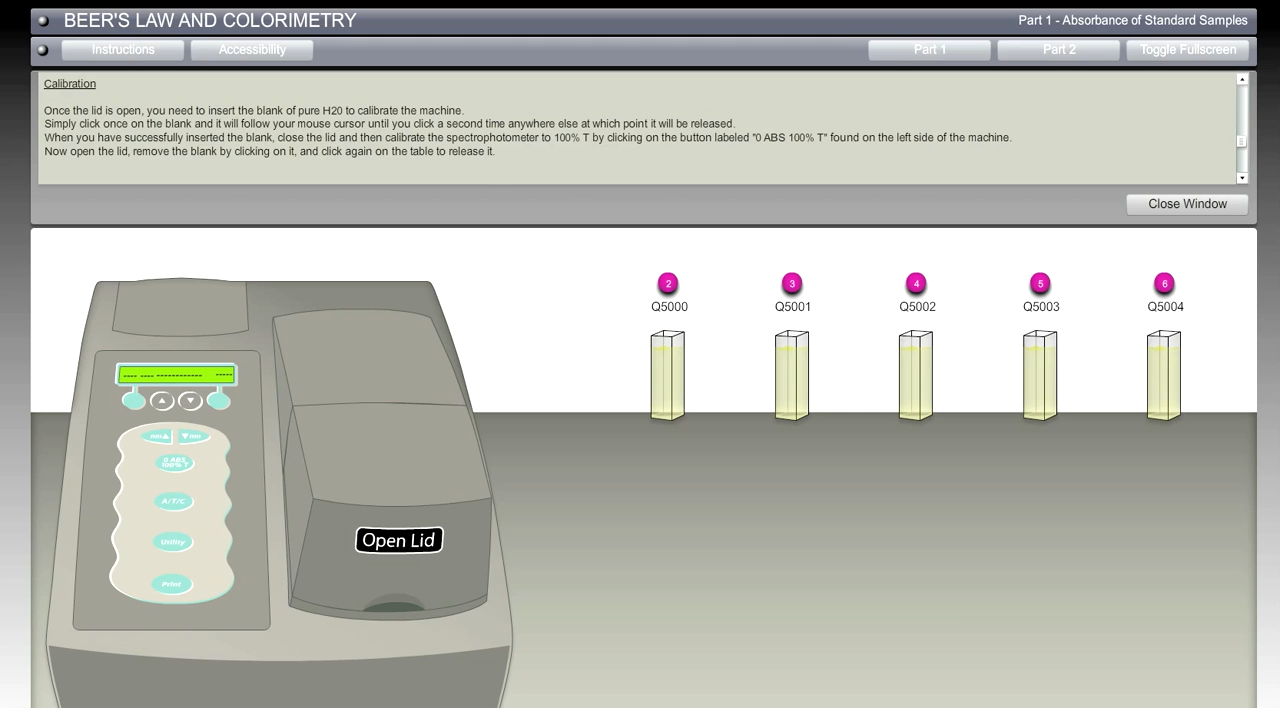 BEER'S LAW AND COLORIMETRY
Part 1 - Absorbance of Standard Samples
Instructions
Accessibility
Part 1
Part 2
Toggle Fullscreen
Calibration
Once the lid is open, you need to insert the blank of pure H20 to calibrate the machine.
Simply click once on the blank and it will follow your mouse cursor until you click a second time anywhere else at which point it will be released.
When you have successfully inserted the blank, close the lid and then calibrate the spectrophotometer to 100% T by clicking on the button labeled "0 ABS 100% T" found on the left side of the machine.
Now open the lid, remove the blank by clicking on it, and click again on the table to release it.
Close Window
2
3
4
5
6
Q5000
Q5001
Q5002
Q5003
Q5004
---- ---- ------------ -----
nm▲
▼nm
0 ABS
100% T
A/T/C
Utility
Print
Open Lid